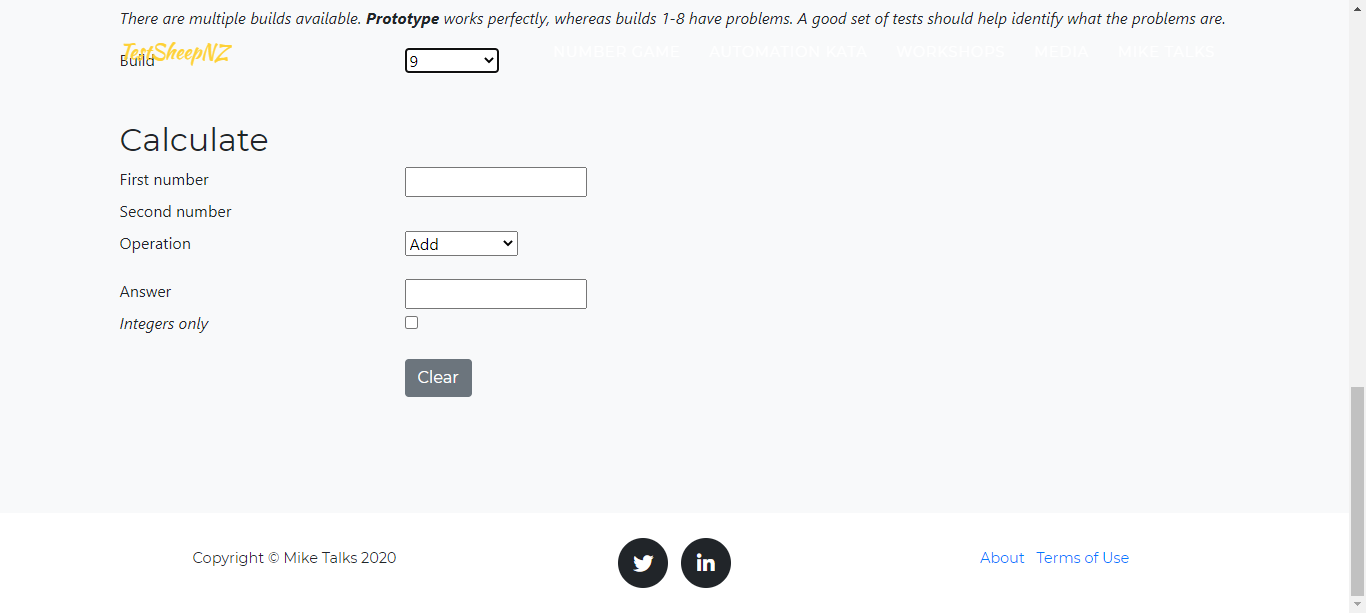 There are multiple builds available. Prototype works perfectly, whereas builds 1-8 have problems. A good set of tests should help identify what the problems are.
TestSheepNZ NUMBER GAME AUTOMATION KATA WORKSHOPS MEDIA MIKE TALKS
Build 9
Calculate
First number
Second number
Operation Add
Answer
Integers only
Clear
Copyright © Mike Talks 2020 About Terms of Use